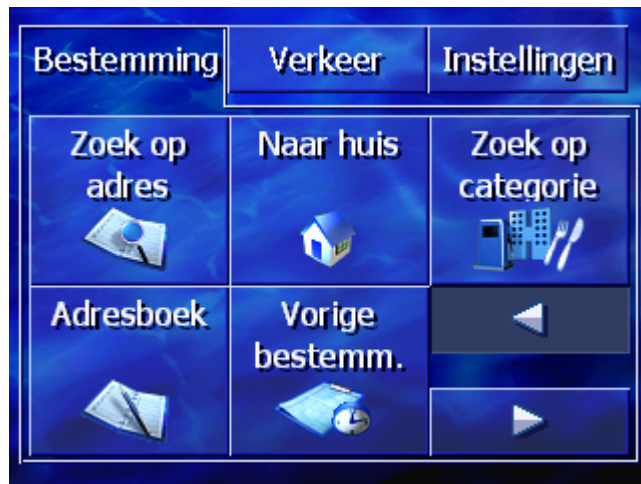 Bestemming
Verkeer
Instellingen
Zoek op
adres
Naar huis
Zoek op
categorie
Adresboek
Vorige
bestemm.